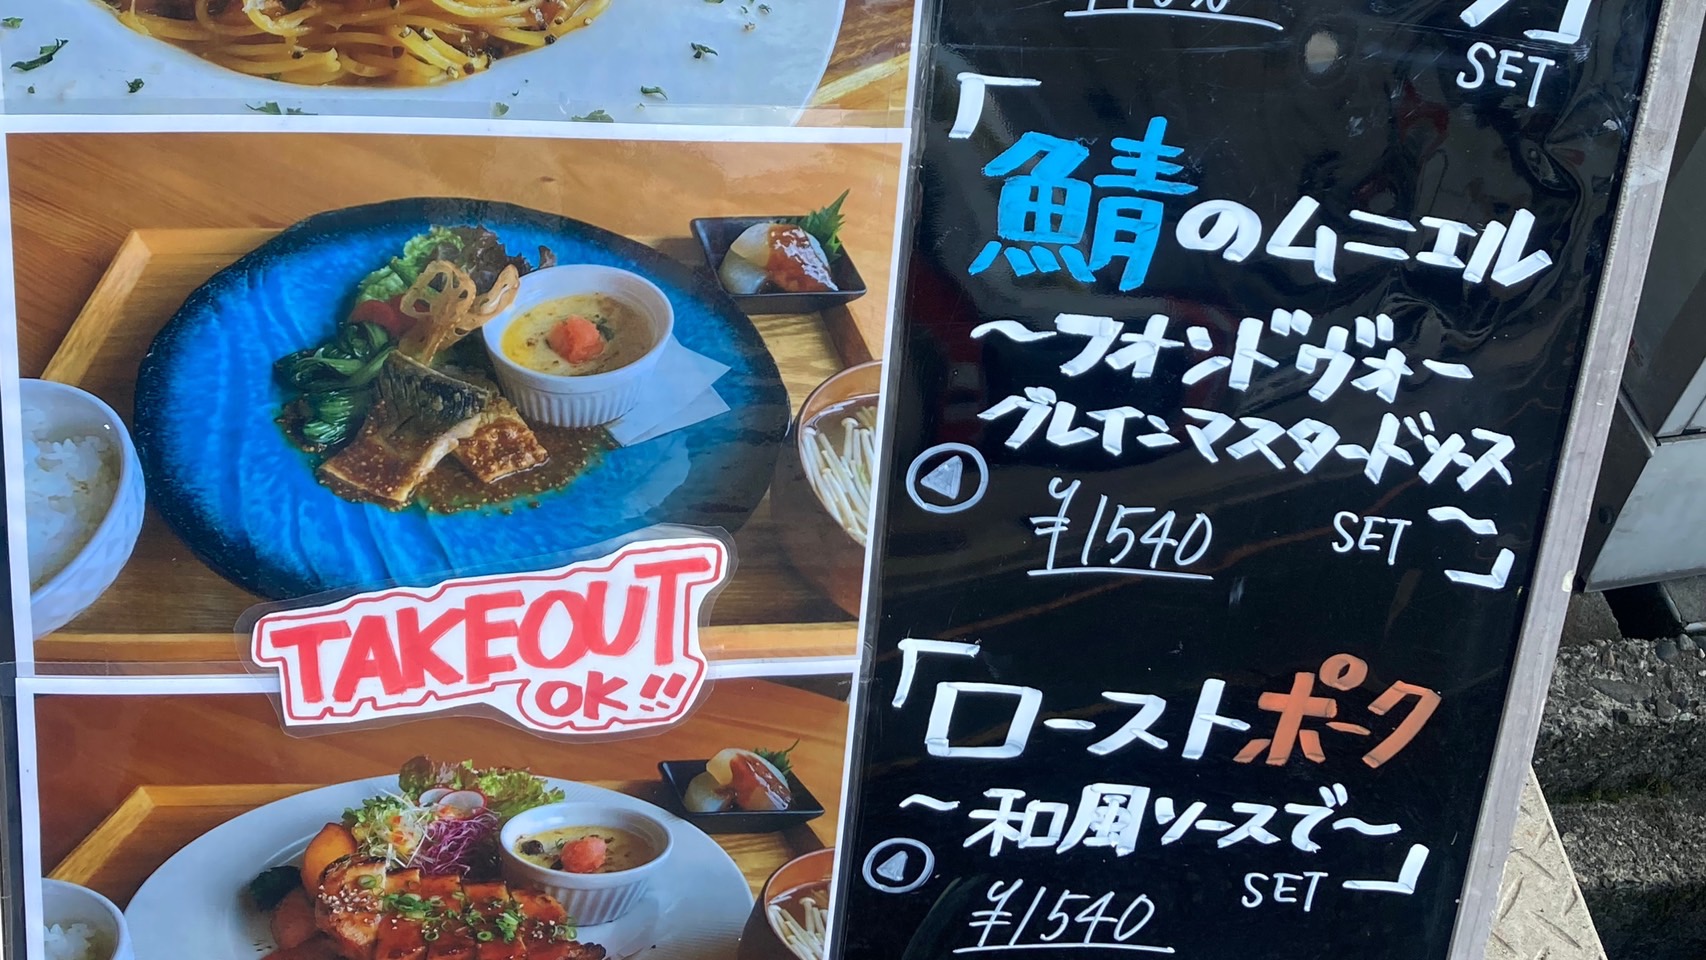 SET
「鯖のムニエル
〜フォンドヴォー
グレインマスタードソース
¥1540 SET 〜」
TAKEOUT
OK!!
「ローストポーク
〜和風ソースで〜
¥1540 SET 」